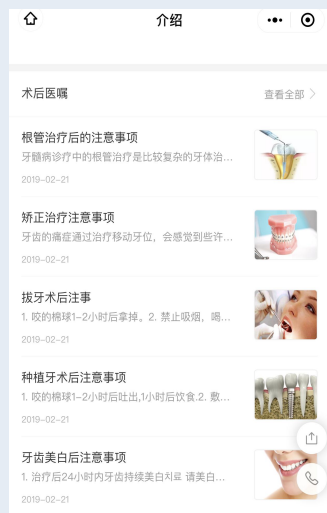 介绍
术后医嘱
查看全部
根管治疗后的注意事项
牙髓病诊疗中的根管治疗是比较复杂的牙体治…
2019-02-21
矫正治疗注意事项
牙齿的痛症通过治疗移动牙位，会感觉到些许…
2019-02-21
拔牙术后注事
1. 咬的棉球1-2小时后拿掉。2. 禁止吸烟，喝…
2019-02-21
种植牙术后注意事项
1. 咬的棉球1-2小时后吐出,1小时后饮食.2. 敷…
2019-02-21
牙齿美白后注意事项
1. 治疗后24小时内牙齿持续美白치료 请美白…
2019-02-21